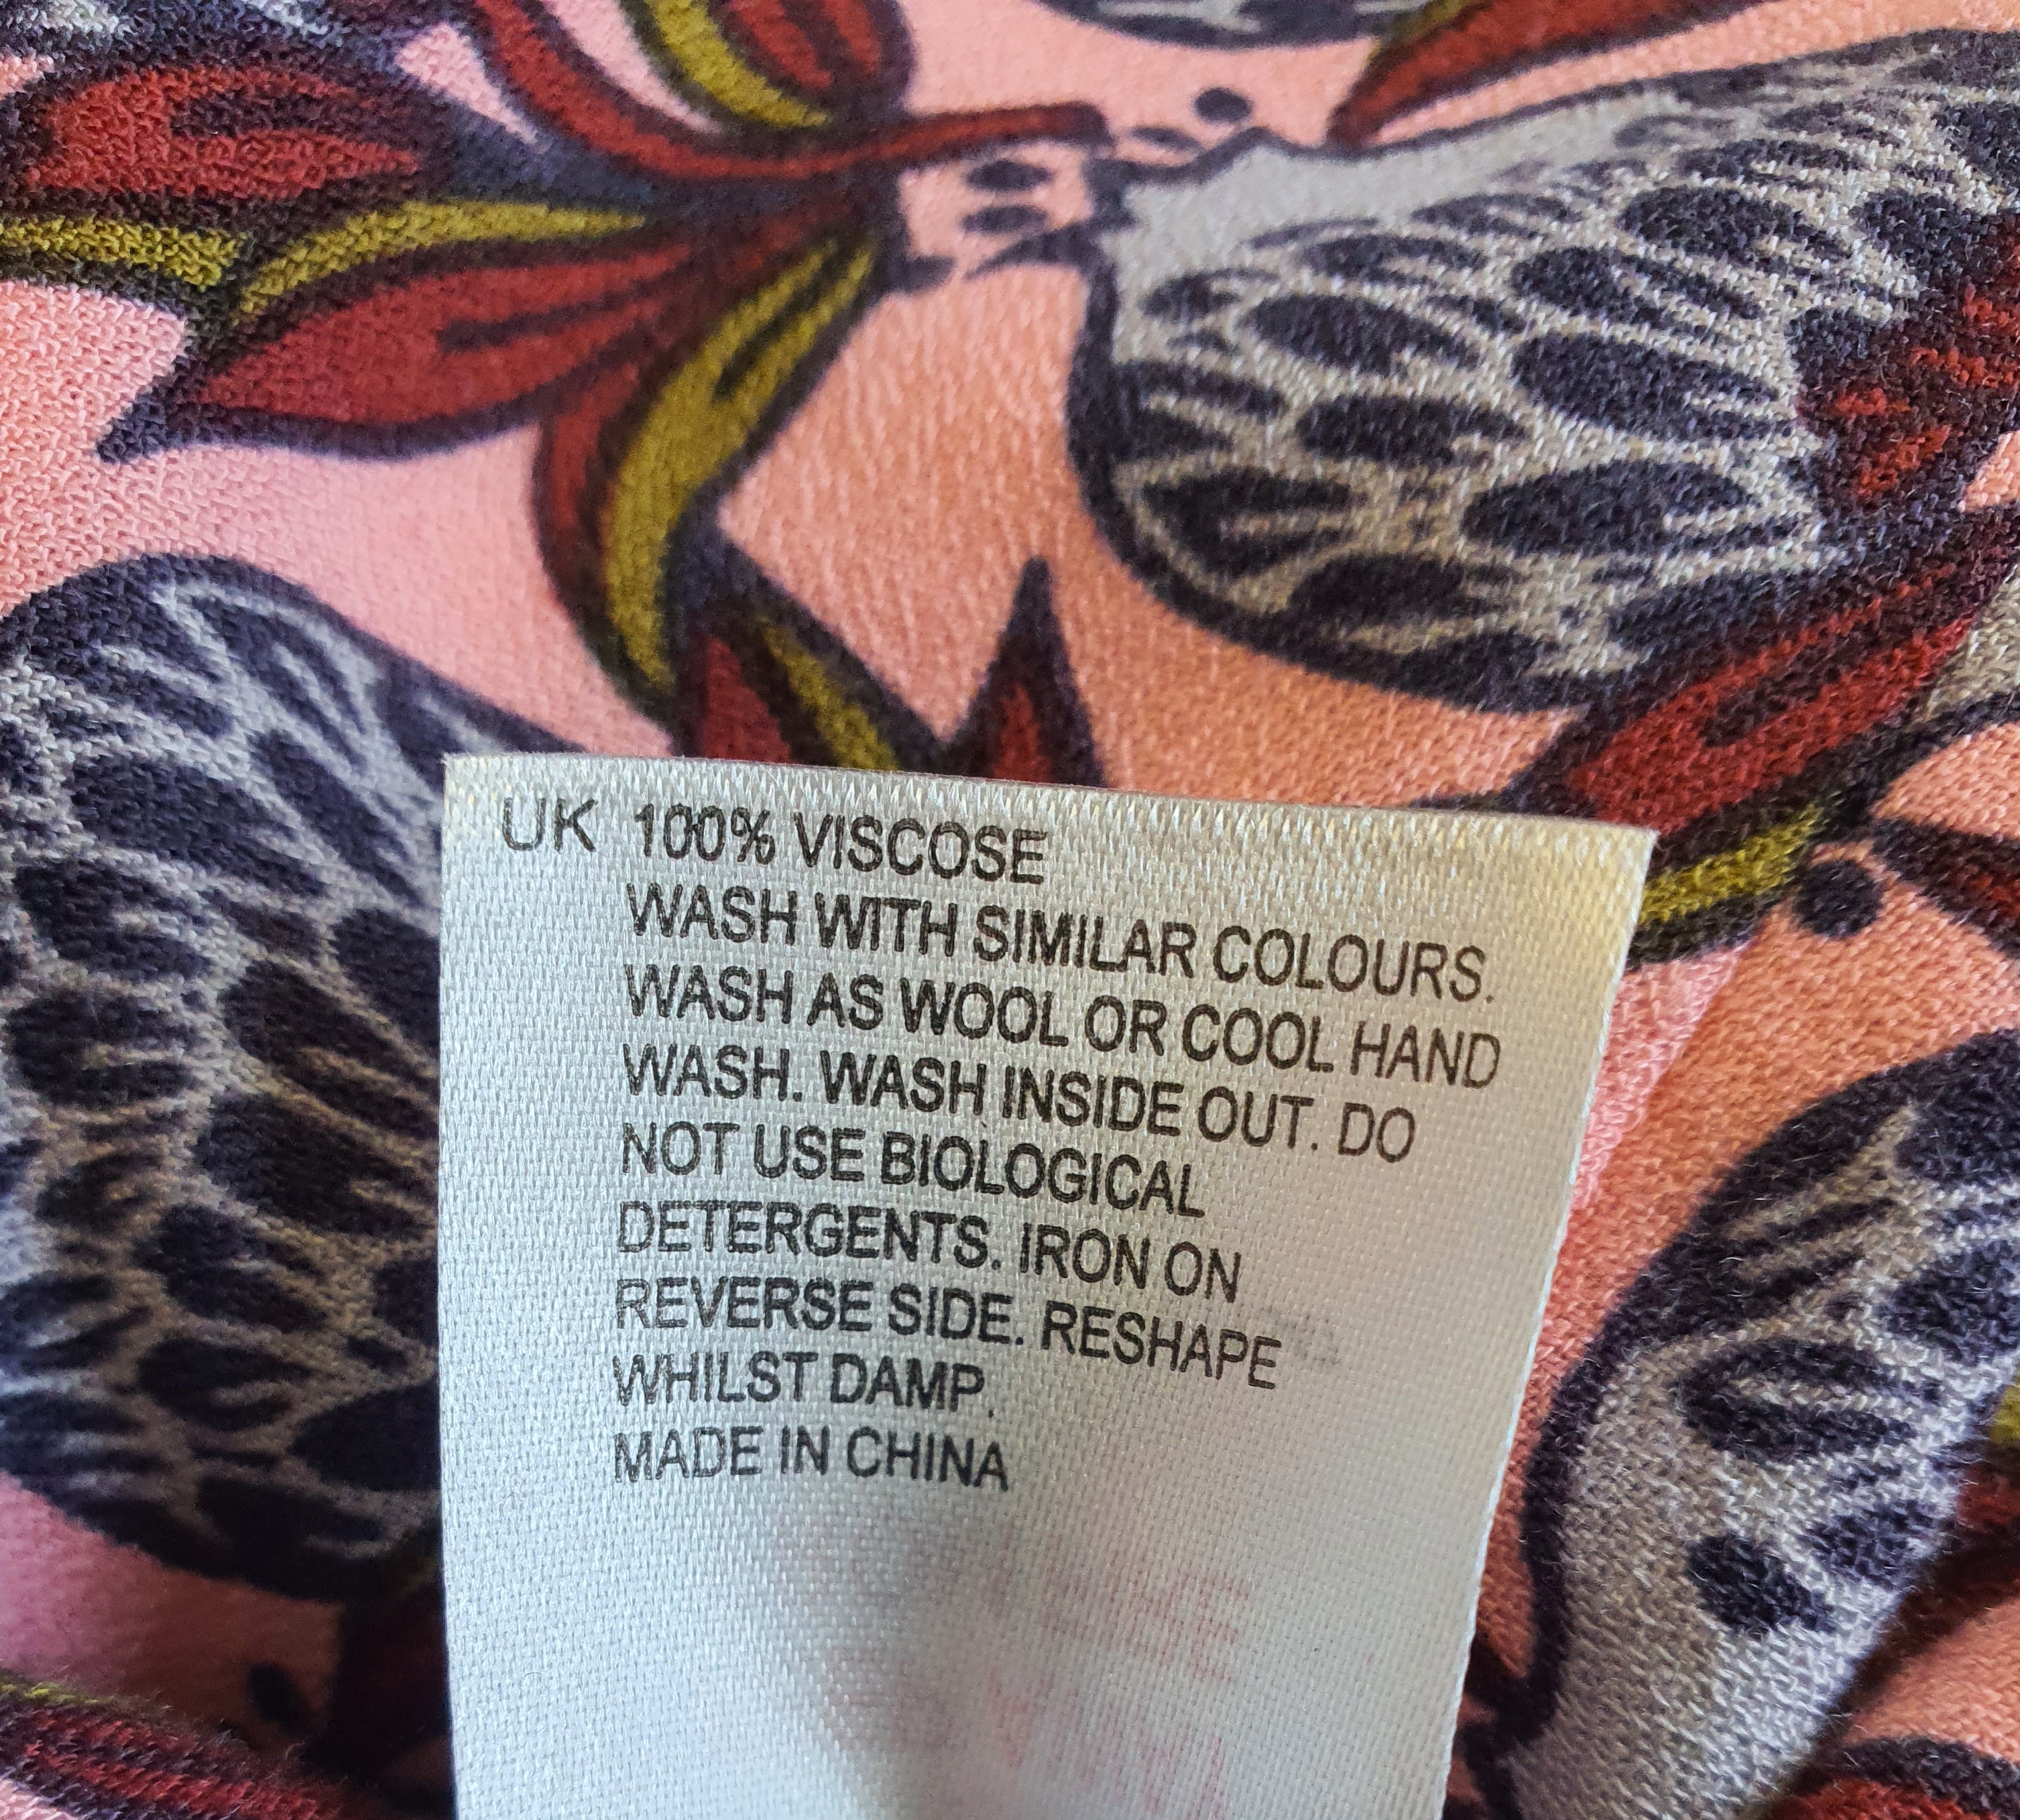 UK 100% VISCOSE
WASH WITH SIMILAR COLOURS.
WASH AS WOOL OR COOL HAND
WASH. WASH INSIDE OUT. DO
NOT USE BIOLOGICAL
DETERGENTS. IRON ON
REVERSE SIDE. RESHAPE
WHILST DAMP.
MADE IN CHINA